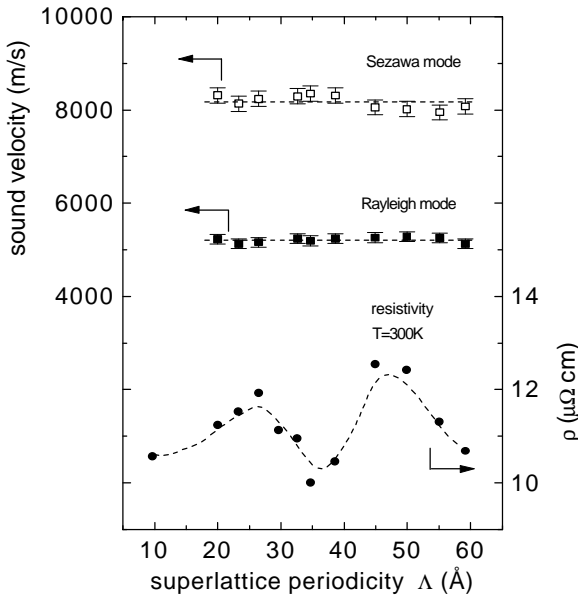 10000
8000
6000
4000
sound velocity (m/s)
Sezawa mode
Rayleigh mode
resistivity
T=300K
14
12
10
ρ (μΩ cm)
10 20 30 40 50 60
superlattice periodicity Λ (Å)